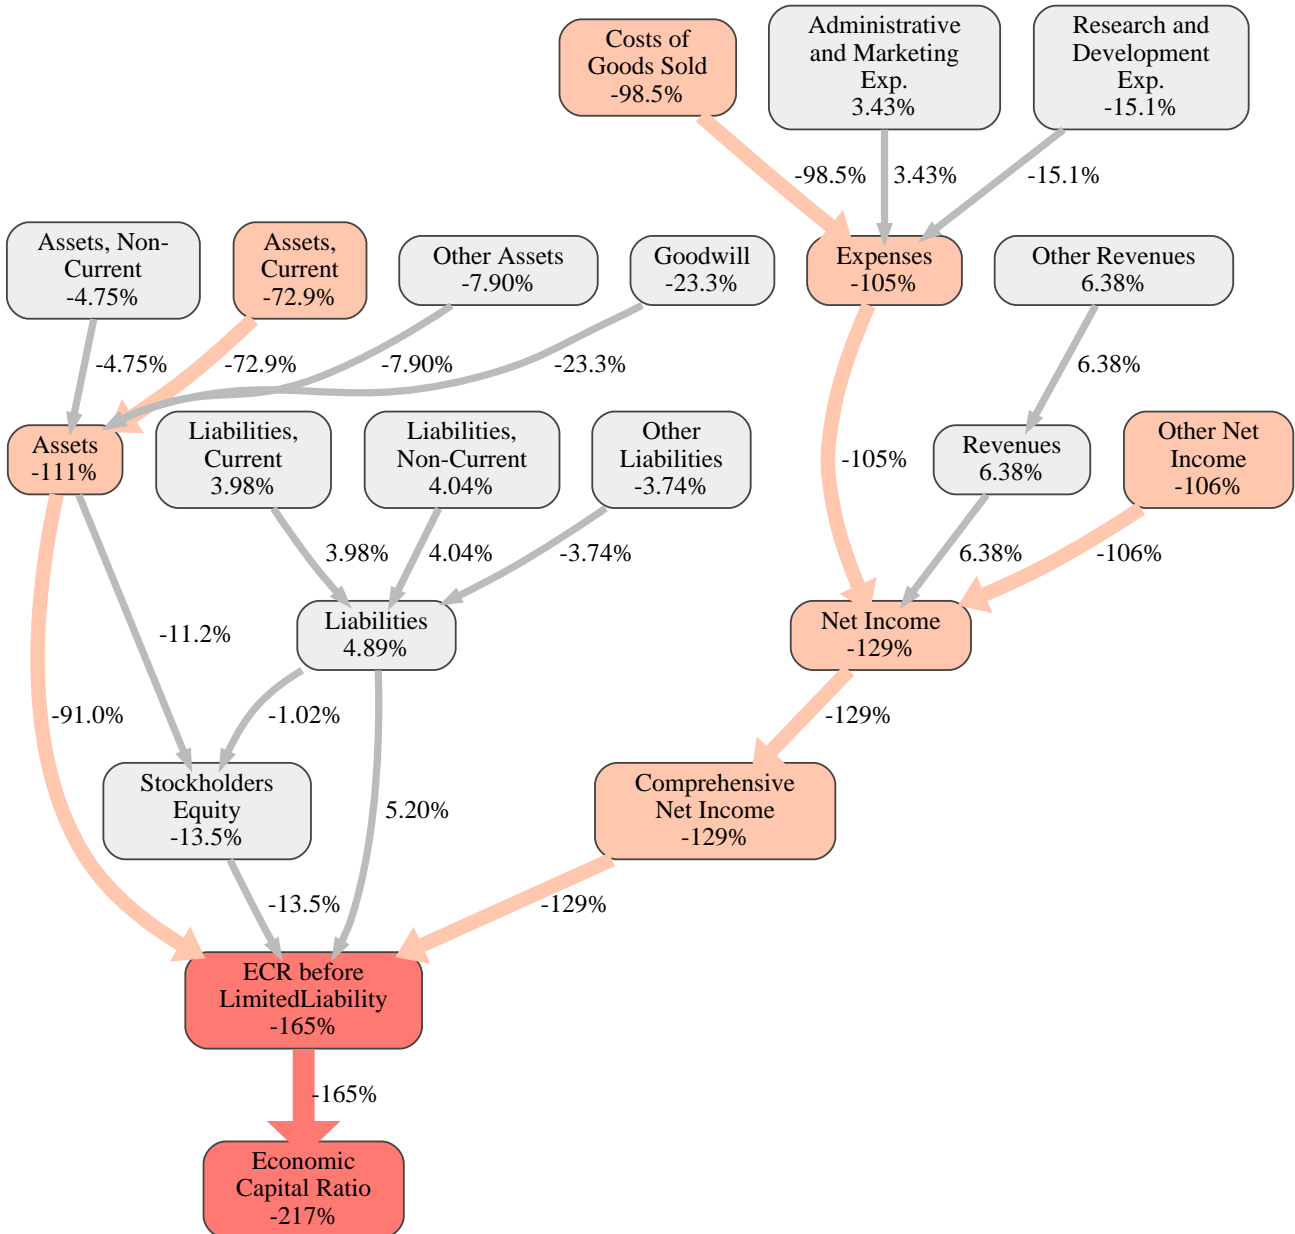 Costs of
Goods Sold
-98.5%
Administrative
and Marketing
Exp.
3.43%
Research and
Development
Exp.
-15.1%
-98.5%
3.43%
-15.1%
Assets, Non-
Current
-4.75%
Assets,
Current
-72.9%
Other Assets
-7.90%
Goodwill
-23.3%
Expenses
-105%
Other Revenues
6.38%
-4.75%
-72.9%
-7.90%
-23.3%
6.38%
Assets
-111%
Liabilities,
Current
3.98%
Liabilities,
Non-Current
4.04%
Other
Liabilities
-3.74%
-105%
Revenues
6.38%
Other Net
Income
-106%
3.98%
4.04%
-3.74%
6.38%
-106%
-11.2%
Liabilities
4.89%
Net Income
-129%
-91.0%
-1.02%
-129%
Stockholders
Equity
-13.5%
5.20%
Comprehensive
Net Income
-129%
-13.5%
-129%
ECR before
LimitedLiability
-165%
-165%
Economic
Capital Ratio
-217%